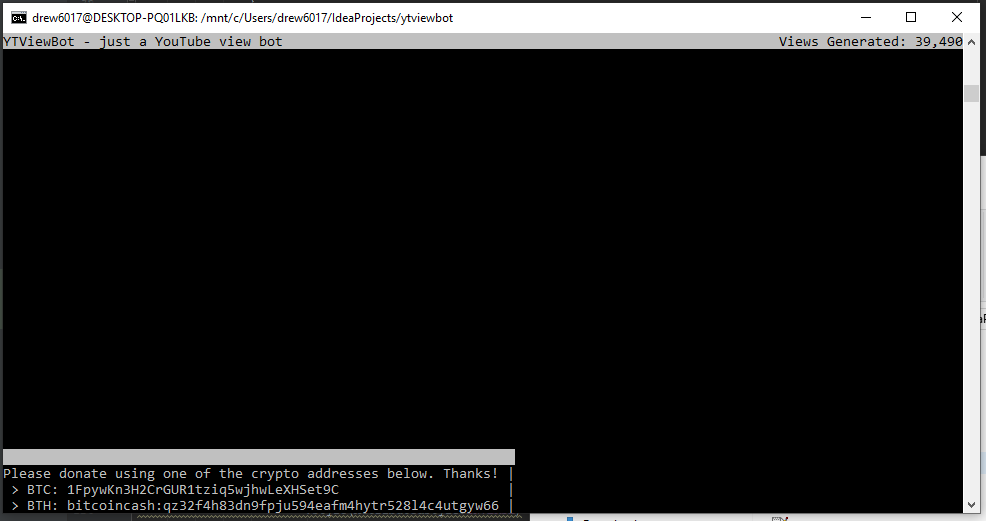 drew6017@DESKTOP-PQ01LKB: /mnt/c/Users/drew6017/IdeaProjects/ytviewbot
YTViewBot - just a YouTube view bot Views Generated: 39,490
Please donate using one of the crypto addresses below. Thanks! |
> BTC: 1FpywKn3H2CrGUR1tziq5wjhwLeXHSet9C |
> BTH: bitcoincash:qz32f4h83dn9fpju594eafm4hytr528l4c4utgyw66 |